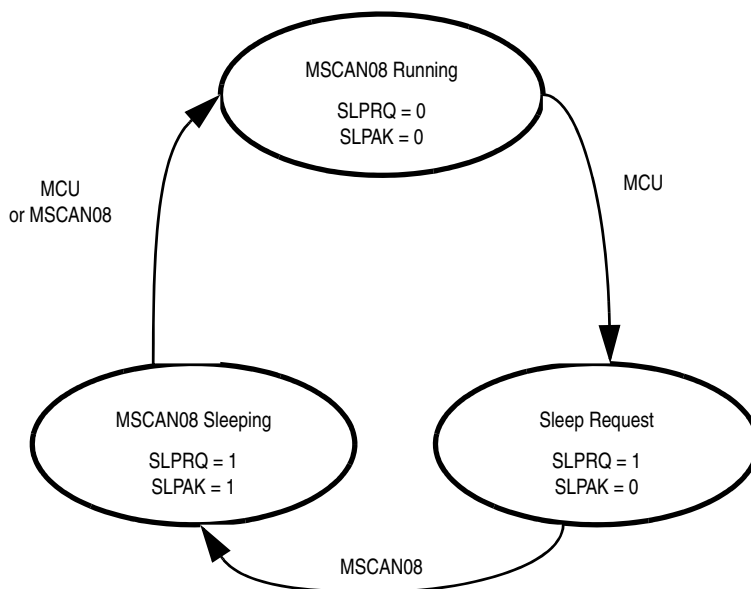 MSCAN08 Running
SLPRQ = 0
SLPAK = 0
MCU
or MSCAN08
MCU
MSCAN08 Sleeping
SLPRQ = 1
SLPAK = 1
Sleep Request
SLPRQ = 1
SLPAK = 0
MSCAN08